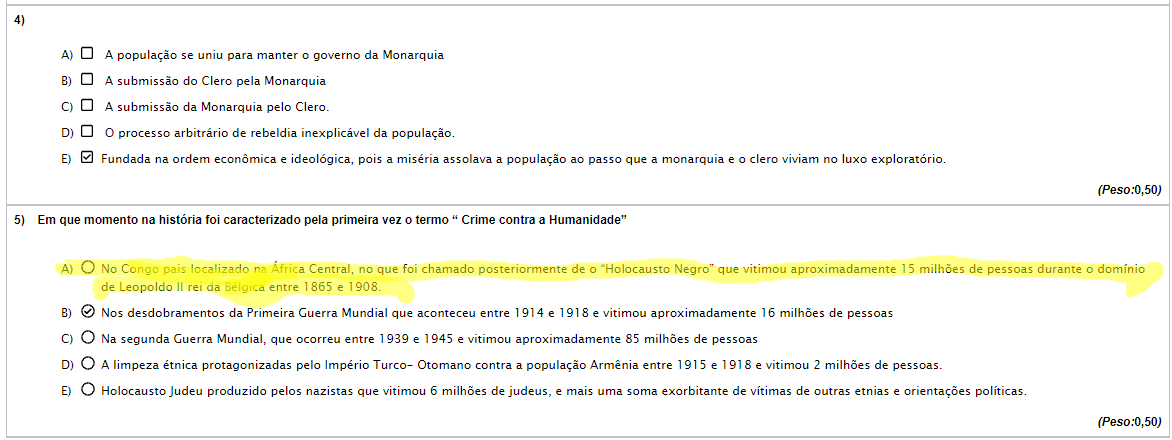 4)
A) A população se uniu para manter o governo da Monarquia
B) A submissão do Clero pela Monarquia
C) A submissão da Monarquia pelo Clero.
D) O processo arbitrário de rebeldia inexplicável da população.
E) Fundada na ordem econômica e ideológica, pois a miséria assolava a população ao passo que a monarquia e o clero viviam no luxo exploratório.
(Peso:0,50)
5) Em que momento na história foi caracterizado pela primeira vez o termo “ Crime contra a Humanidade”
A) No Congo pais localizado na África Central, no que foi chamado posteriormente de o “Holocausto Negro” que vitimou aproximadamente 15 milhões de pessoas durante o domínio
de Leopoldo II rei da Bélgica entre 1865 e 1908.
B) Nos desdobramentos da Primeira Guerra Mundial que aconteceu entre 1914 e 1918 e vitimou aproximadamente 16 milhões de pessoas
C) Na segunda Guerra Mundial, que ocorreu entre 1939 e 1945 e vitimou aproximadamente 85 milhões de pessoas
D) A limpeza étnica protagonizadas pelo Império Turco- Otomano contra a população Armênia entre 1915 e 1918 e vitimou 2 milhões de pessoas.
E) Holocausto Judeu produzido pelos nazistas que vitimou 6 milhões de judeus, e mais uma soma exorbitante de vítimas de outras etnias e orientações políticas.
(Peso:0,50)